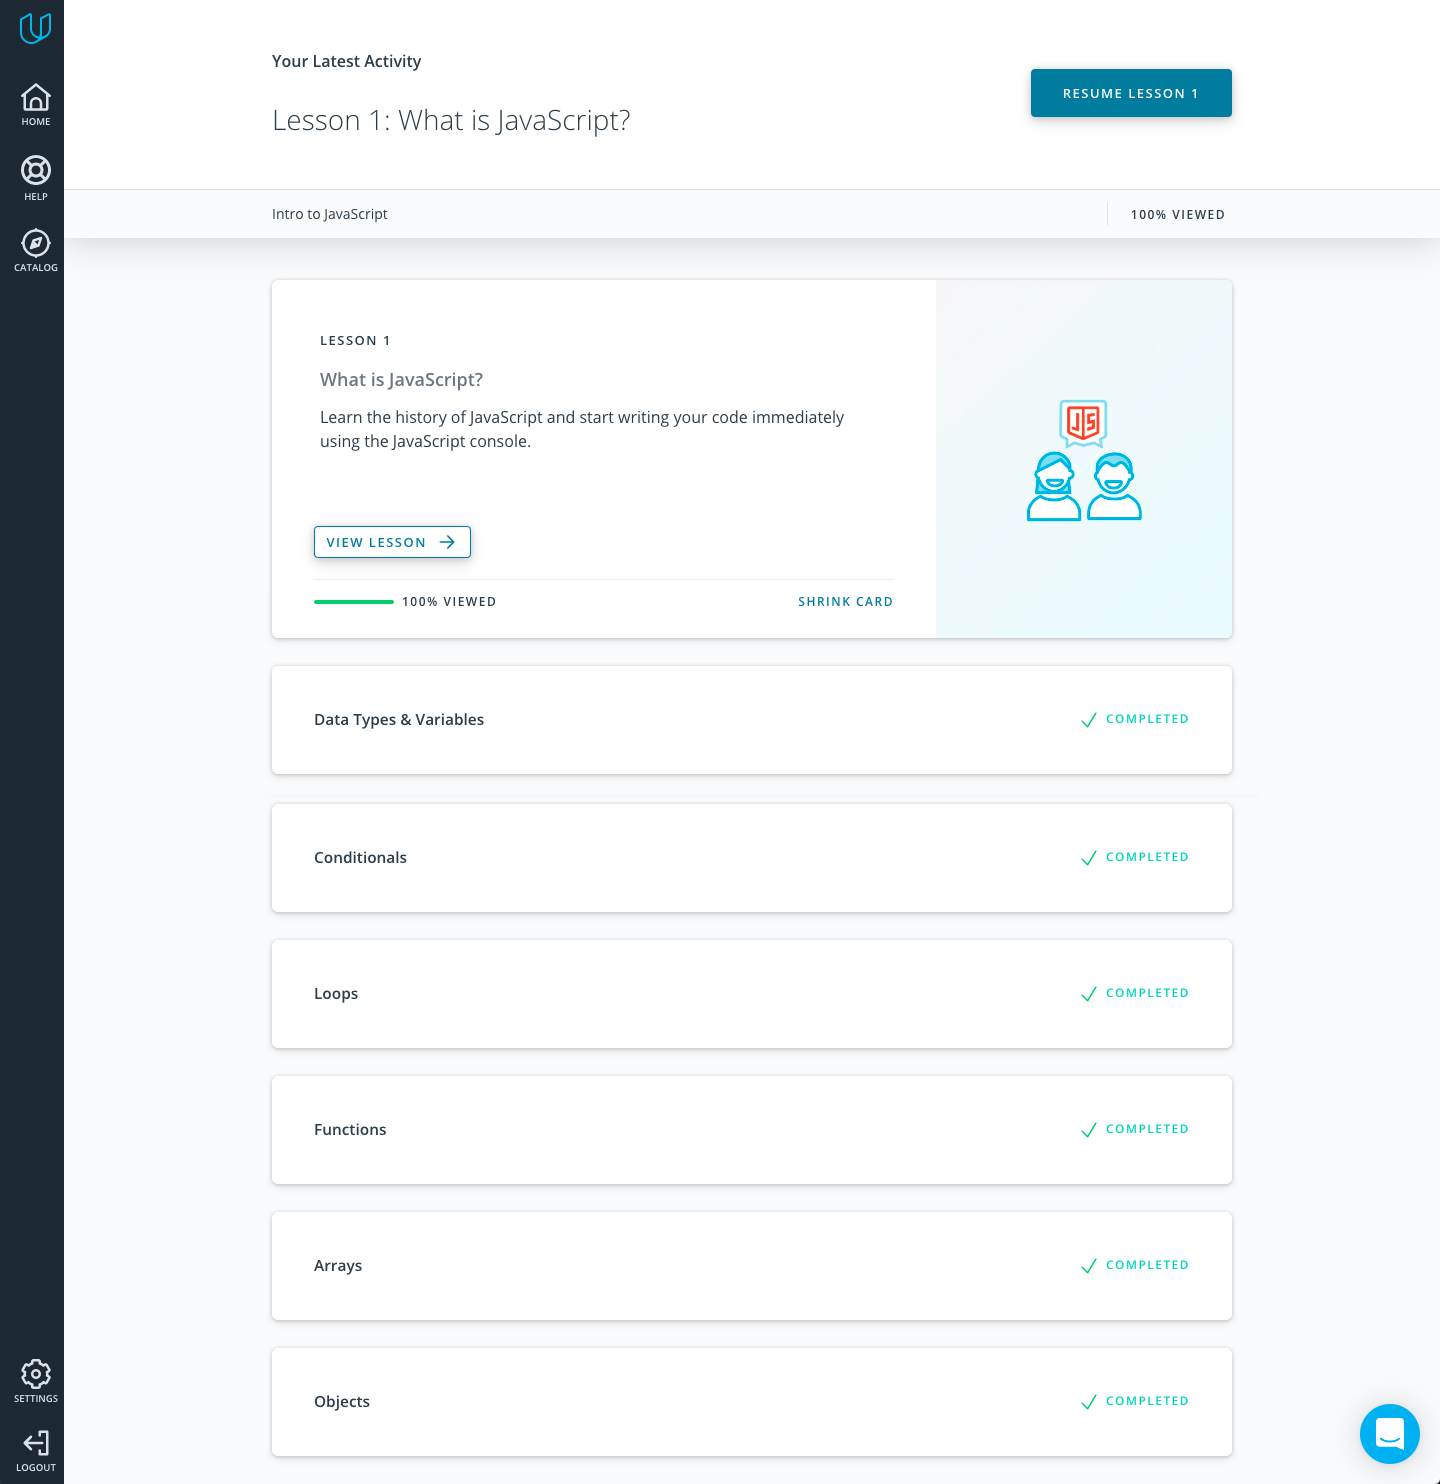 HOME
HELP
CATALOG
SETTINGS
LOGOUT
Your Latest Activity
Lesson 1: What is JavaScript?
RESUME LESSON 1
Intro to JavaScript
100% VIEWED
LESSON 1
What is JavaScript?
Learn the history of JavaScript and start writing your code immediately
using the JavaScript console.
JS
VIEW LESSON
100% VIEWED
SHRINK CARD
Data Types & Variables
COMPLETED
Conditionals
COMPLETED
Loops
COMPLETED
Functions
COMPLETED
Arrays
COMPLETED
Objects
COMPLETED